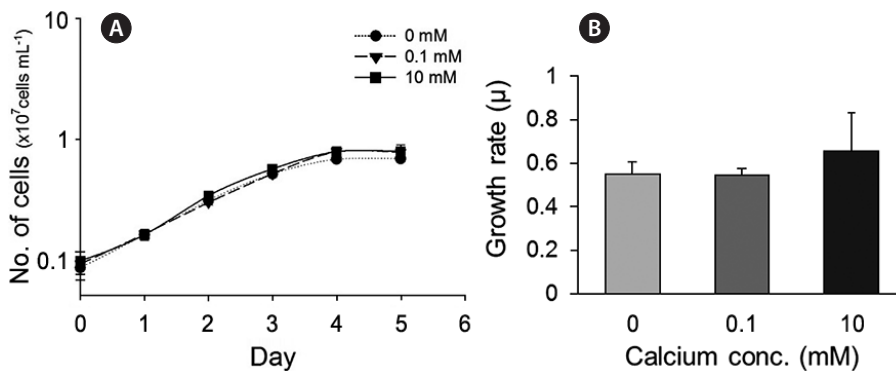 A
10
1
0.1
No. of cells (x10⁷cells mL⁻¹)
0 mM
0.1 mM
10 mM
0 1 2 3 4 5 6
Day
B
1
0.8
0.6
0.4
0.2
0
Growth rate (µ)
0 0.1 10
Calcium conc. (mM)